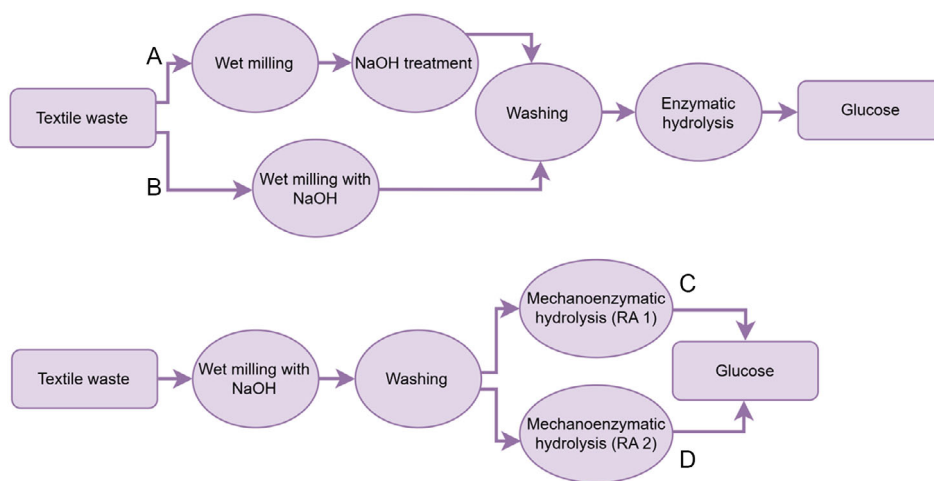 A
Wet milling
NaOH treatment
Textile waste
Washing
Enzymatic
hydrolysis
Glucose
B
Wet milling with
NaOH
Mechanoenzymatic
hydrolysis (RA 1)
C
Textile waste
Wet milling with
NaOH
Washing
Glucose
Mechanoenzymatic
hydrolysis (RA 2)
D